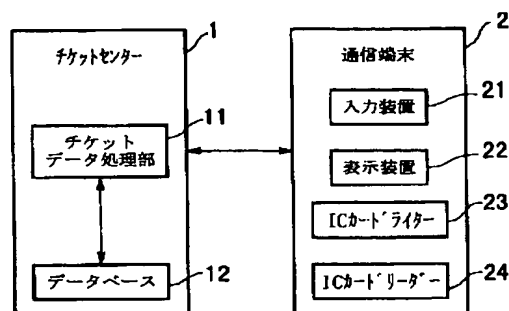 1
チケットセンター
11
チケット
データ処理部
データベース
12
2
通信端末
21
入力装置
22
表示装置
23
ICカードライター
24
ICカードリーダー